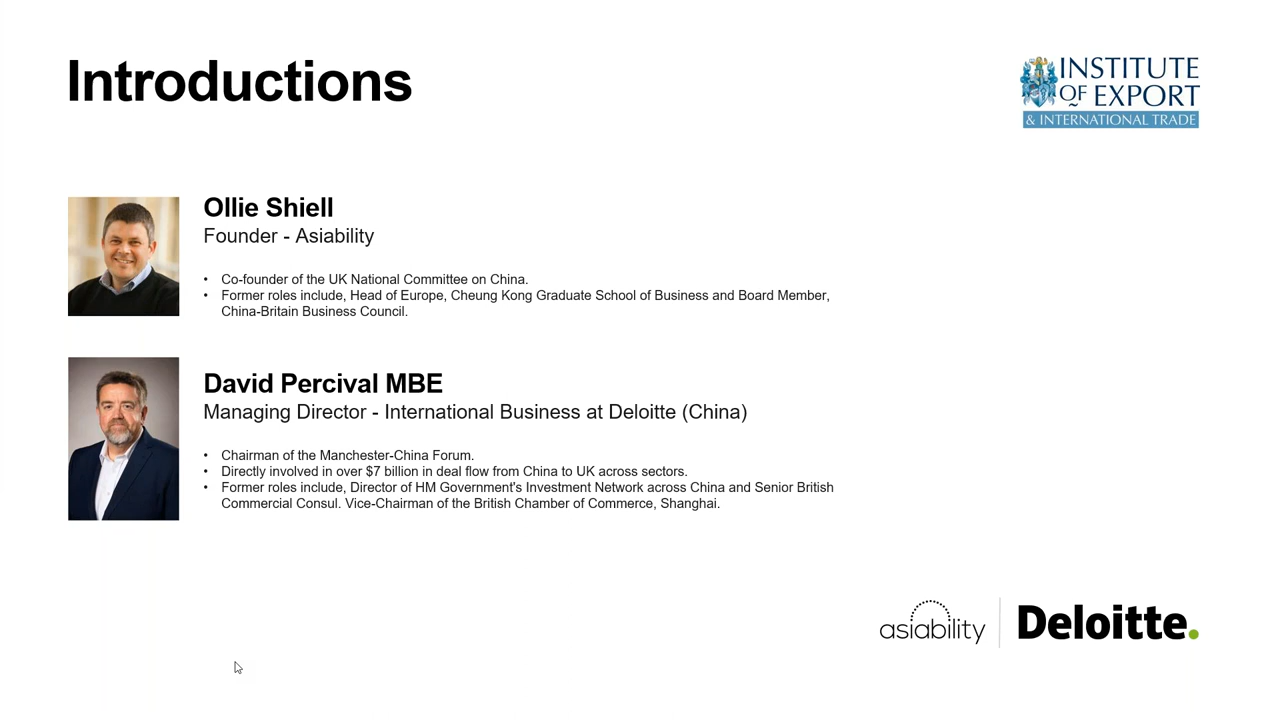 Introductions
INSTITUTE
OF EXPORT
& INTERNATIONAL TRADE
Ollie Shiell
Founder - Asiability
• Co-founder of the UK National Committee on China.
• Former roles include, Head of Europe, Cheung Kong Graduate School of Business and Board Member,
China-Britain Business Council.
David Percival MBE
Managing Director - International Business at Deloitte (China)
• Chairman of the Manchester-China Forum.
• Directly involved in over $7 billion in deal flow from China to UK across sectors.
• Former roles include, Director of HM Government's Investment Network across China and Senior British
Commercial Consul. Vice-Chairman of the British Chamber of Commerce, Shanghai.
asiability
Deloitte.